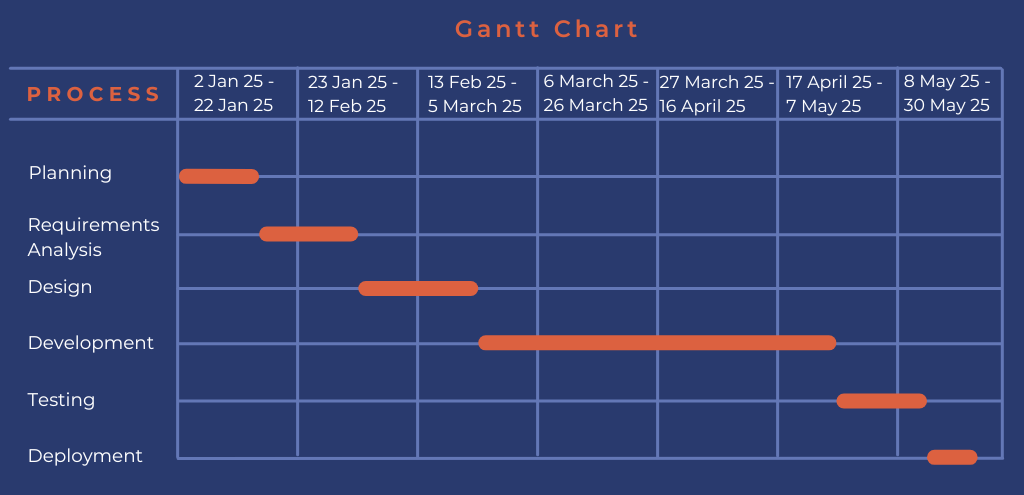 Gantt Chart
PROCESS
2 Jan 25 -
22 Jan 25
23 Jan 25 -
12 Feb 25
13 Feb 25 -
5 March 25
6 March 25 -
26 March 25
27 March 25 -
16 April 25
17 April 25 -
7 May 25
8 May 25 -
30 May 25
Planning
Requirements
Analysis
Design
Development
Testing
Deployment